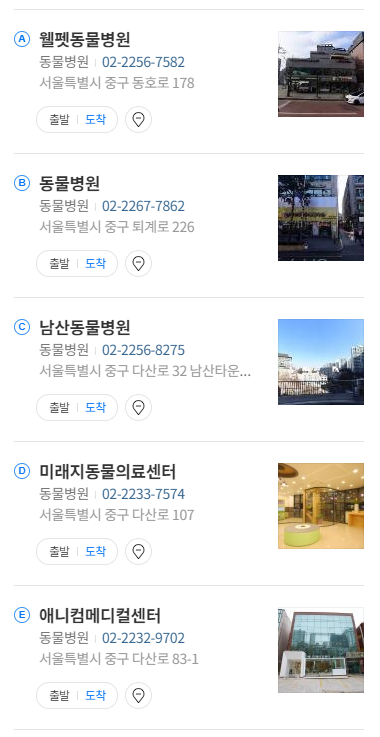 A 웰펫동물병원
동물병원 02-2256-7582
서울특별시 중구 동호로 178
출발 도착
B 동물병원
동물병원 02-2267-7862
서울특별시 중구 퇴계로 226
출발 도착
C 남산동물병원
동물병원 02-2256-8275
서울특별시 중구 다산로 32 남산타운...
출발 도착
D 미래지동물의료센터
동물병원 02-2233-7574
서울특별시 중구 다산로 107
출발 도착
E 애니컴메디컬센터
동물병원 02-2232-9702
서울특별시 중구 다산로 83-1
출발 도착